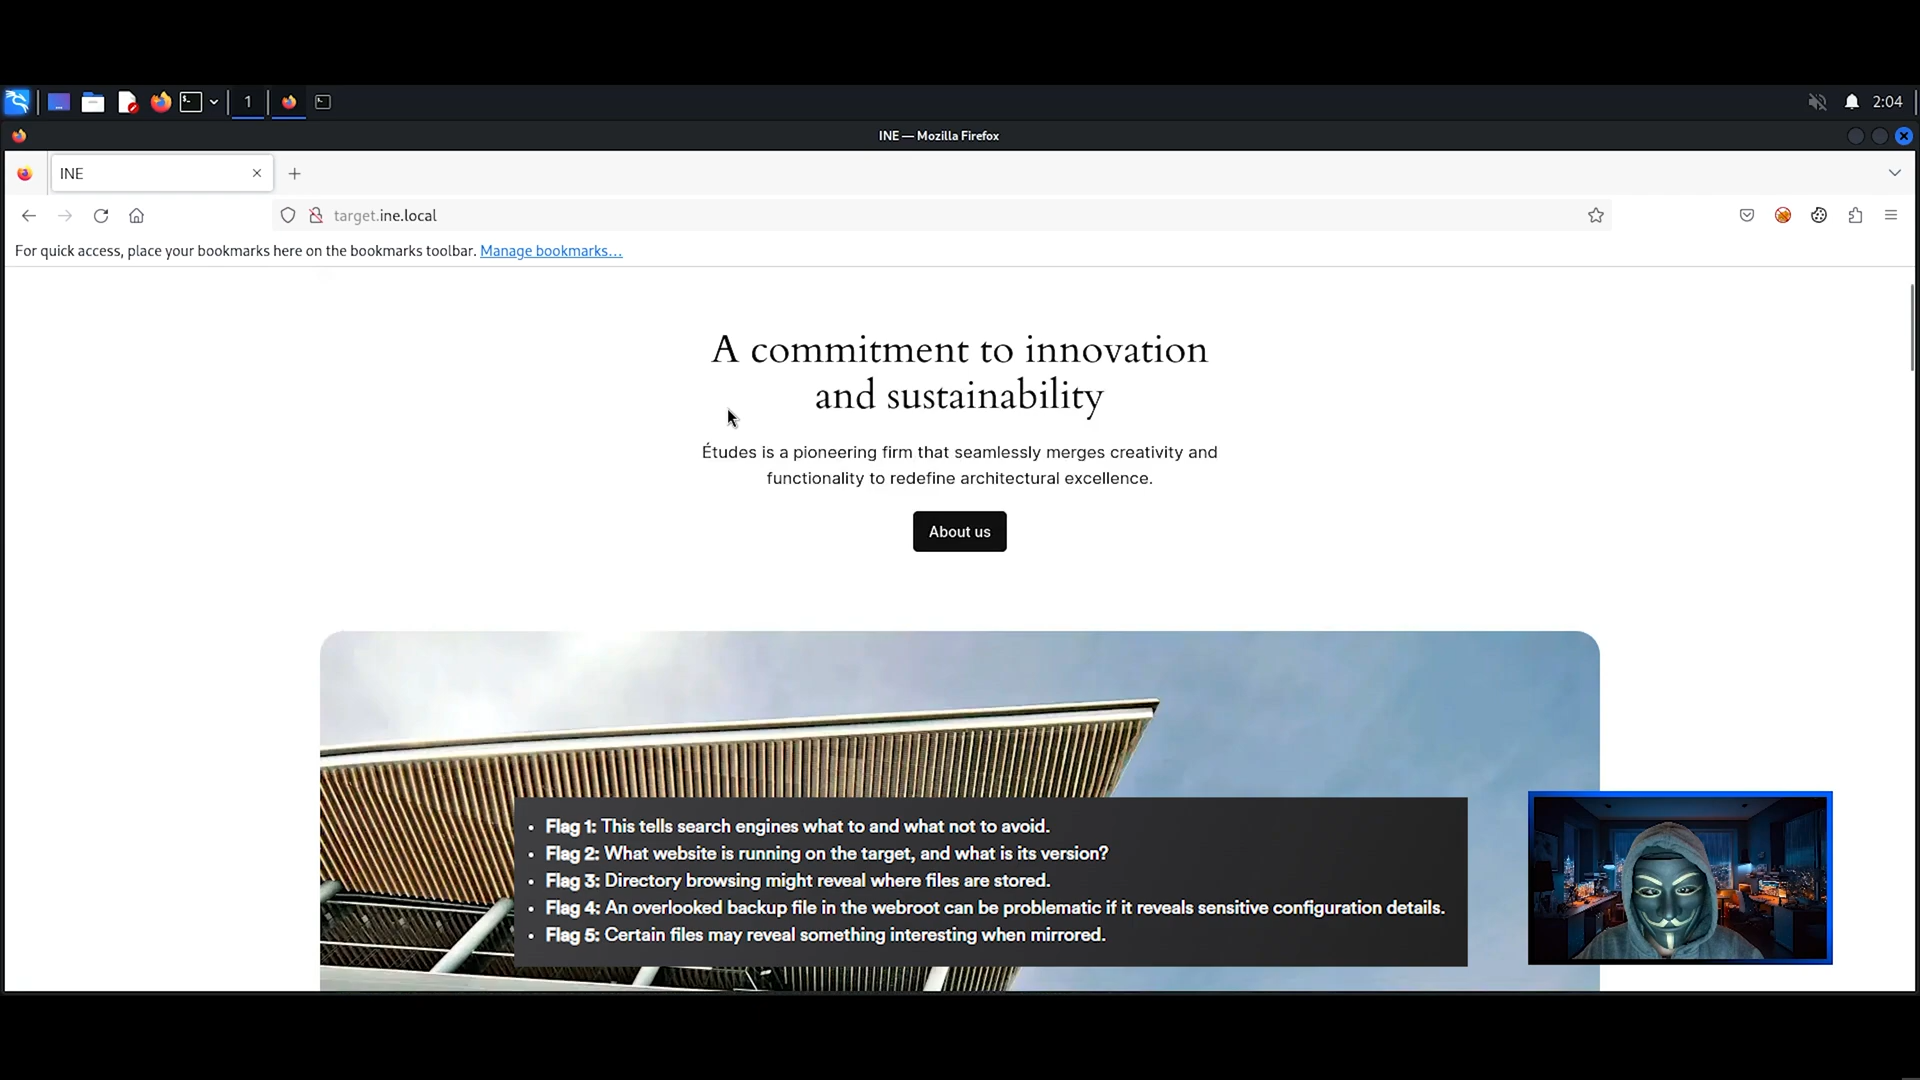 1
2:04
INE — Mozilla Firefox
INE
target.ine.local
For quick access, place your bookmarks here on the bookmarks toolbar. Manage bookmarks…
A commitment to innovation
and sustainability
Études is a pioneering firm that seamlessly merges creativity and
functionality to redefine architectural excellence.
About us
• Flag 1: This tells search engines what to and what not to avoid.
• Flag 2: What website is running on the target, and what is its version?
• Flag 3: Directory browsing might reveal where files are stored.
• Flag 4: An overlooked backup file in the webroot can be problematic if it reveals sensitive configuration details.
• Flag 5: Certain files may reveal something interesting when mirrored.